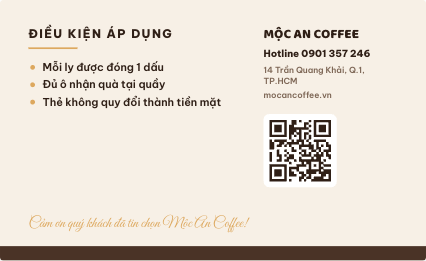 ĐIỀU KIỆN ÁP DỤNG
Mỗi ly được đóng 1 dấu
Đủ ô nhận quà tại quầy
Thẻ không quy đổi thành tiền mặt
MỘC AN COFFEE
Hotline 0901 357 246
14 Trần Quang Khải, Q.1,
TP.HCM
mocancoffee.vn
Cảm ơn quý khách đã tin chọn Mộc An Coffee!